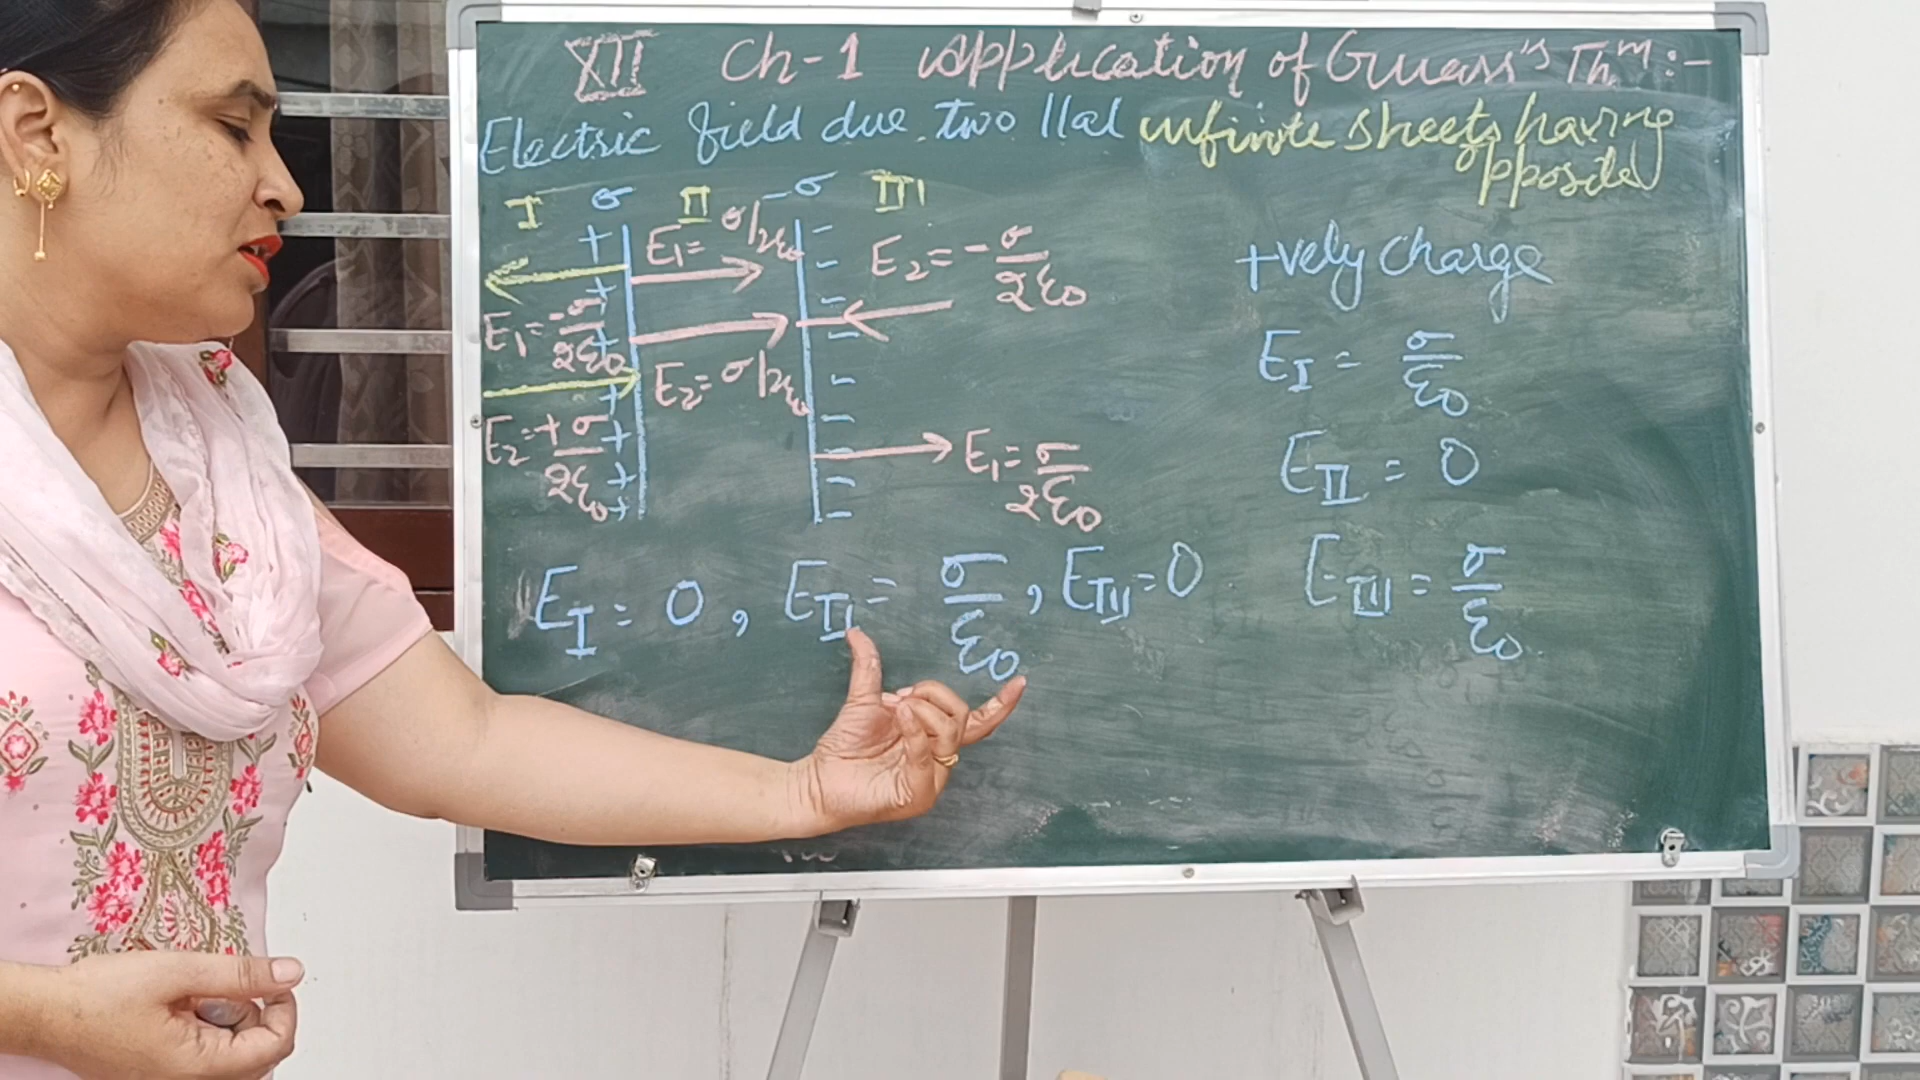 XII Ch-1 Application of Guass's Thm:-
Electric field due two llal infinite sheets having
opposite
I σ II -σ III
E1= σ/2ε0
E2= -σ/2ε0
E1= -σ/2ε0
E2= σ/2ε0
E2= +σ/2ε0
E1= σ/2ε0
EI = 0, EII = σ/ε0, EIII = 0
+vely charge
EI = σ/ε0
EII = 0
EIII = σ/ε0